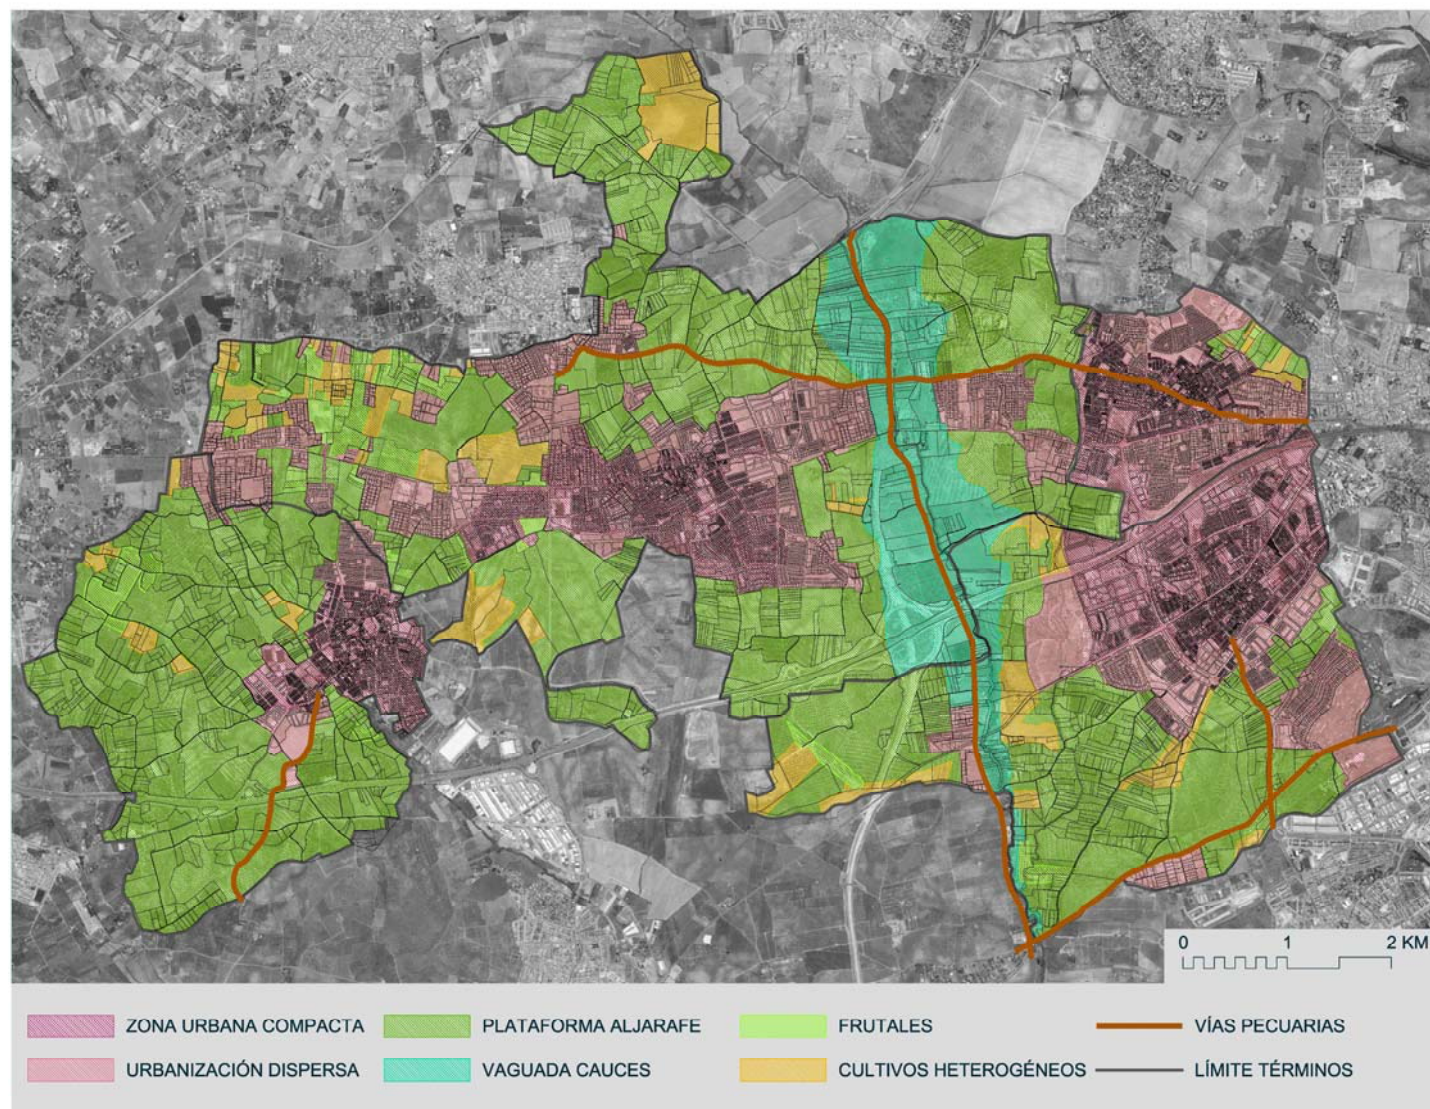 0 1 2 KM
ZONA URBANA COMPACTA PLATAFORMA ALJARAFE FRUTALES VÍAS PECUARIAS
URBANIZACIÓN DISPERSA VAGUADA CAUCES CULTIVOS HETEROGÉNEOS LÍMITE TÉRMINOS